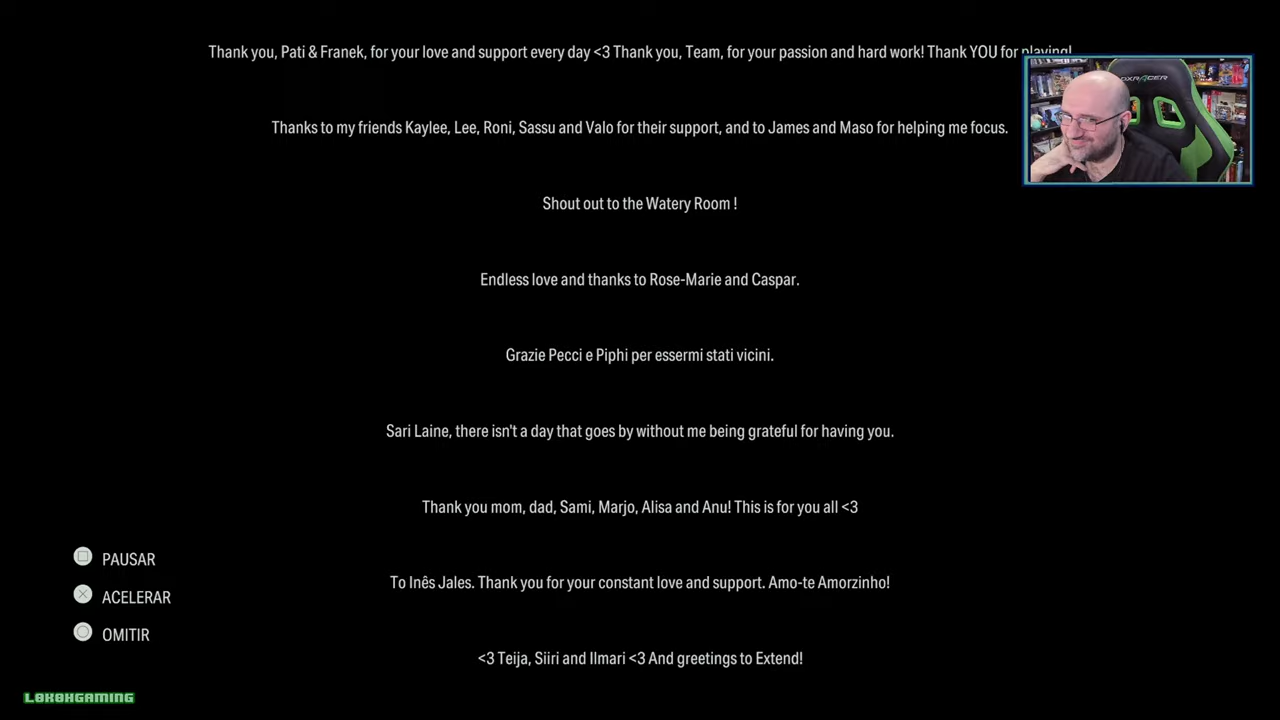 Thank you, Pati & Franek, for your love and support every day <3 Thank you, Team, for your passion and hard work! Thank YOU for playing!
Thanks to my friends Kaylee, Lee, Roni, Sassu and Valo for their support, and to James and Maso for helping me focus.
Shout out to the Watery Room !
Endless love and thanks to Rose-Marie and Caspar.
Grazie Pecci e Piphi per essermi stati vicini.
Sari Laine, there isn't a day that goes by without me being grateful for having you.
Thank you mom, dad, Sami, Marjo, Alisa and Anu! This is for you all <3
To Inês Jales. Thank you for your constant love and support. Amo-te Amorzinho!
<3 Teija, Siiri and Ilmari <3 And greetings to Extend!
PAUSAR
ACELERAR
OMITIR
L0K0XGAMING
DXRACER